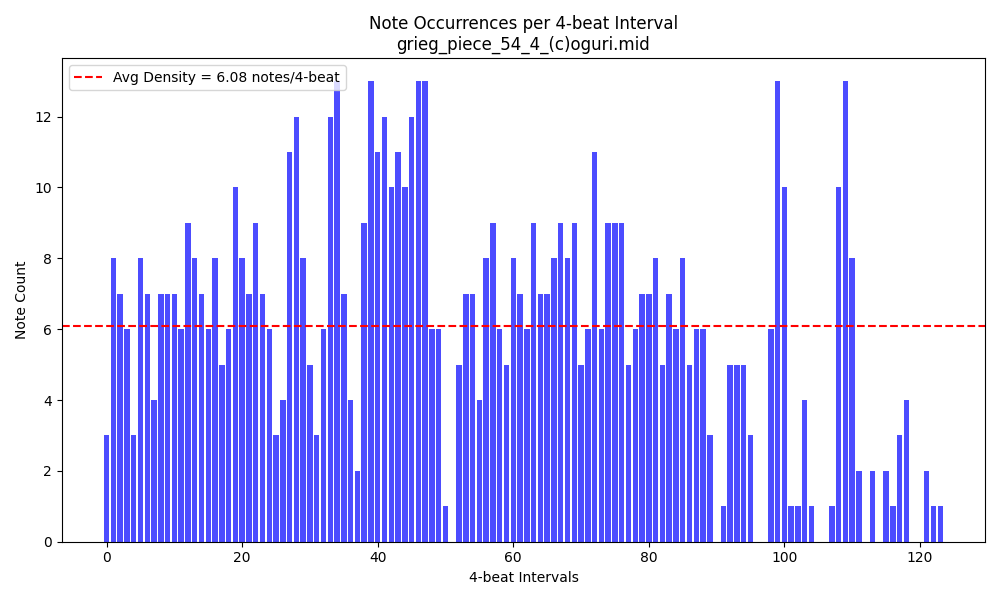 Note Occurrences per 4-beat Interval
grieg_piece_54_4_(c)oguri.mid
Avg Density = 6.08 notes/4-beat
Note Count
12
10
8
6
4
2
0
0 20 40 60 80 100 120
4-beat Intervals